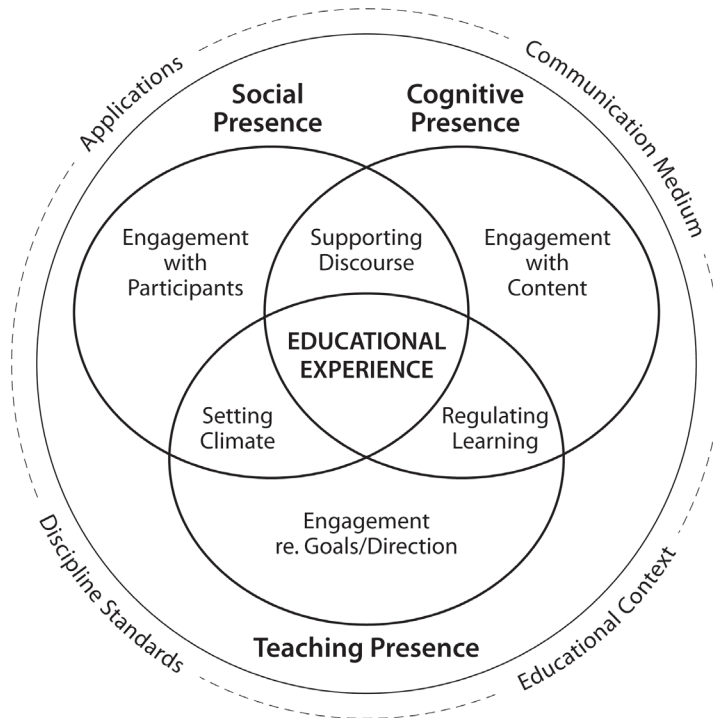 Applications
Communication Medium
Social
Presence
Cognitive
Presence
Engagement
with
Participants
Supporting
Discourse
Engagement
with
Content
EDUCATIONAL
EXPERIENCE
Setting
Climate
Regulating
Learning
Engagement
re. Goals/Direction
Teaching Presence
Discipline Standards
Educational Context